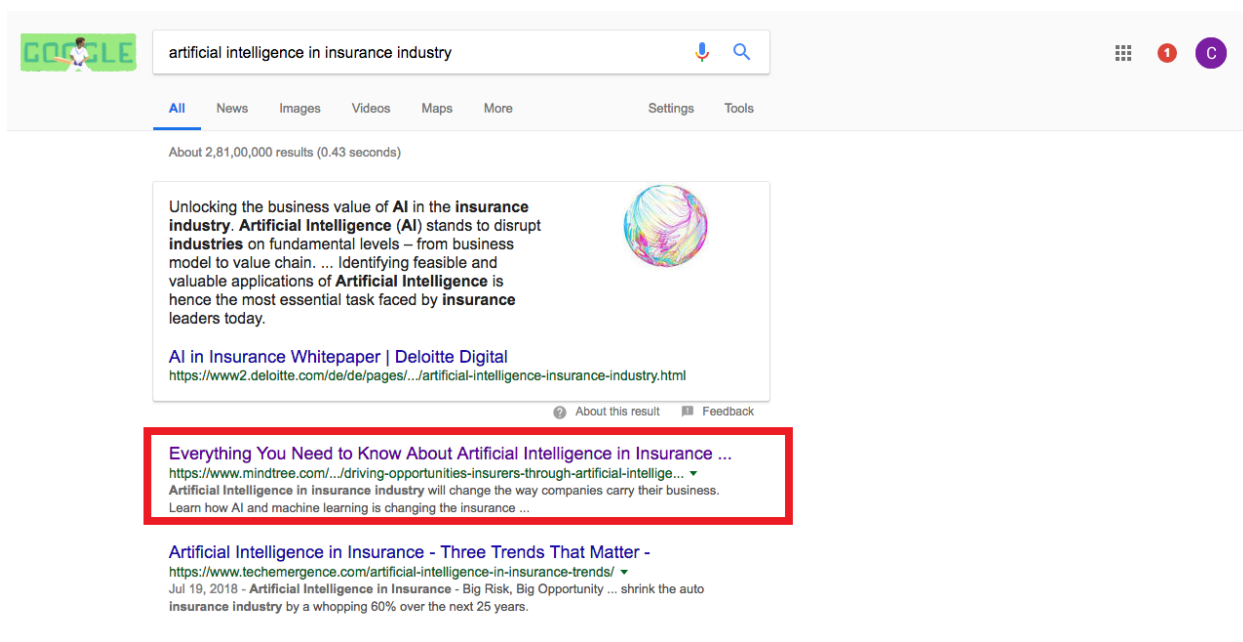 GOOGLE
artificial intelligence in insurance industry
1
C
All News Images Videos Maps More Settings Tools
About 2,81,00,000 results (0.43 seconds)
Unlocking the business value of AI in the insurance
industry. Artificial Intelligence (AI) stands to disrupt
industries on fundamental levels – from business
model to value chain. ... Identifying feasible and
valuable applications of Artificial Intelligence is
hence the most essential task faced by insurance
leaders today.
AI in Insurance Whitepaper | Deloitte Digital
https://www2.deloitte.com/de/de/pages/.../artificial-intelligence-insurance-industry.html
About this result Feedback
Everything You Need to Know About Artificial Intelligence in Insurance ...
https://www.mindtree.com/.../driving-opportunities-insurers-through-artificial-intellige...
Artificial Intelligence in insurance industry will change the way companies carry their business.
Learn how AI and machine learning is changing the insurance ...
Artificial Intelligence in Insurance - Three Trends That Matter -
https://www.techemergence.com/artificial-intelligence-in-insurance-trends/
Jul 19, 2018 - Artificial Intelligence in Insurance - Big Risk, Big Opportunity ... shrink the auto
insurance industry by a whopping 60% over the next 25 years.